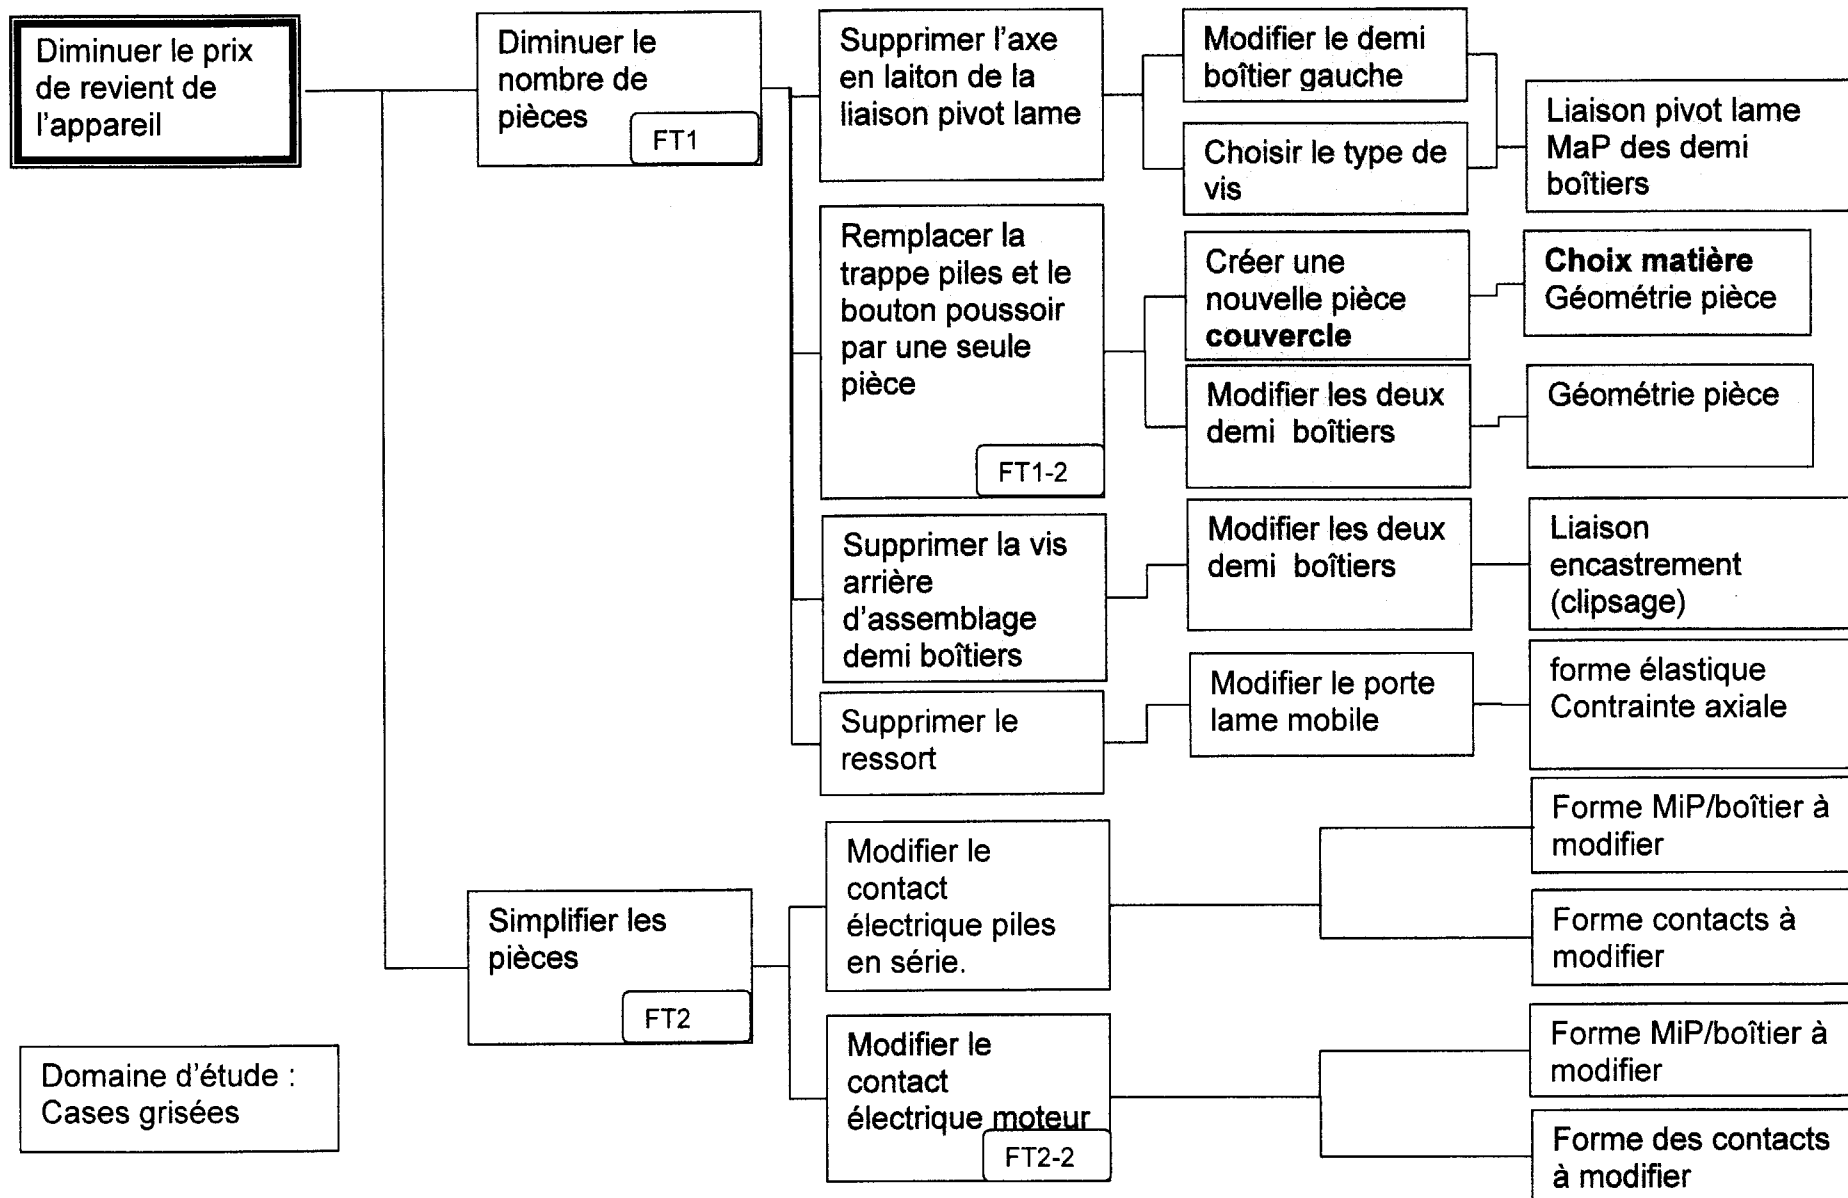 Diminuer le prix
de revient de
l'appareil
Diminuer le
nombre de
pièces
FT1
Supprimer l'axe
en laiton de la
liaison pivot lame
Modifier le demi
boîtier gauche
Choisir le type de
vis
Liaison pivot lame
MaP des demi
boîtiers
Remplacer la
trappe piles et le
bouton poussoir
par une seule
pièce
FT1-2
Créer une
nouvelle pièce
couvercle
Choix matière
Géométrie pièce
Modifier les deux
demi boîtiers
Géométrie pièce
Supprimer la vis
arrière
d'assemblage
demi boîtiers
Modifier les deux
demi boîtiers
Liaison
encastrement
(clipsage)
Supprimer le
ressort
Modifier le porte
lame mobile
forme élastique
Contrainte axiale
Simplifier les
pièces
FT2
Modifier le
contact
électrique piles
en série.
Forme MiP/boîtier à
modifier
Forme contacts à
modifier
Modifier le
contact
électrique moteur
FT2-2
Forme MiP/boîtier à
modifier
Forme des contacts
à modifier
Domaine d'étude :
Cases grisées